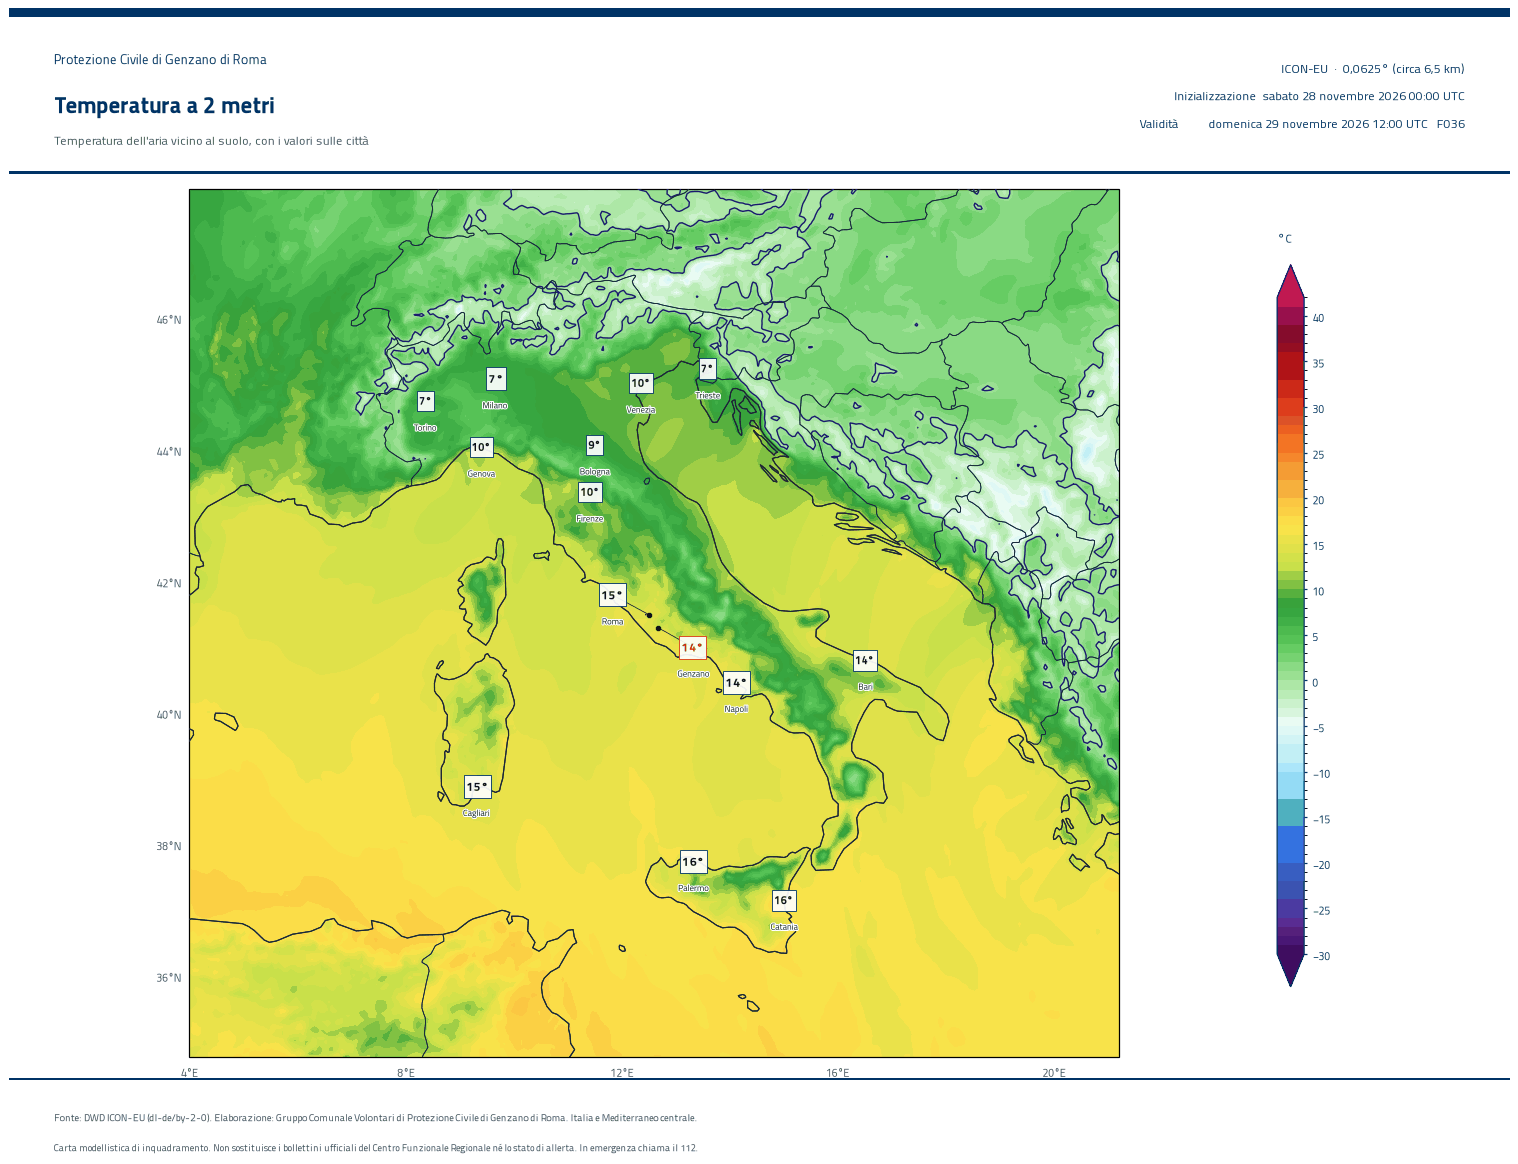 Protezione Civile di Genzano di Roma
Temperatura a 2 metri
Temperatura dell'aria vicino al suolo, con i valori sulle città
ICON-EU · 0,0625° (circa 6,5 km)
Inizializzazione sabato 28 novembre 2026 00:00 UTC
Validità domenica 29 novembre 2026 12:00 UTC F036
°C
46°N
44°N
42°N
40°N
38°N
36°N
4°E
8°E
12°E
16°E
20°E
7°
Trieste
7°
Milano
10°
Venezia
7°
Torino
10°
Genova
9°
Bologna
10°
Firenze
15°
Roma
14°
Genzano
14°
Napoli
14°
Bari
15°
Cagliari
16°
Palermo
16°
Catania
40
35
30
25
20
15
10
5
0
−5
−10
−15
−20
−25
−30
Fonte: DWD ICON-EU (dl-de/by-2-0). Elaborazione: Gruppo Comunale Volontari di Protezione Civile di Genzano di Roma. Italia e Mediterraneo centrale.
Carta modellistica di inquadramento. Non sostituisce i bollettini ufficiali del Centro Funzionale Regionale né lo stato di allerta. In emergenza chiama il 112.